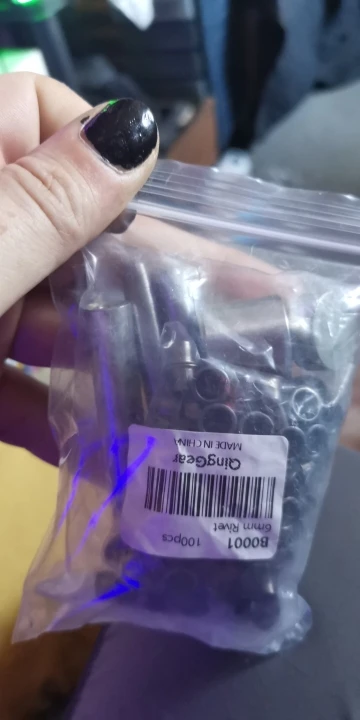 B0001 100pcs
6mm Rivet
QingGear
MADE IN CHINA